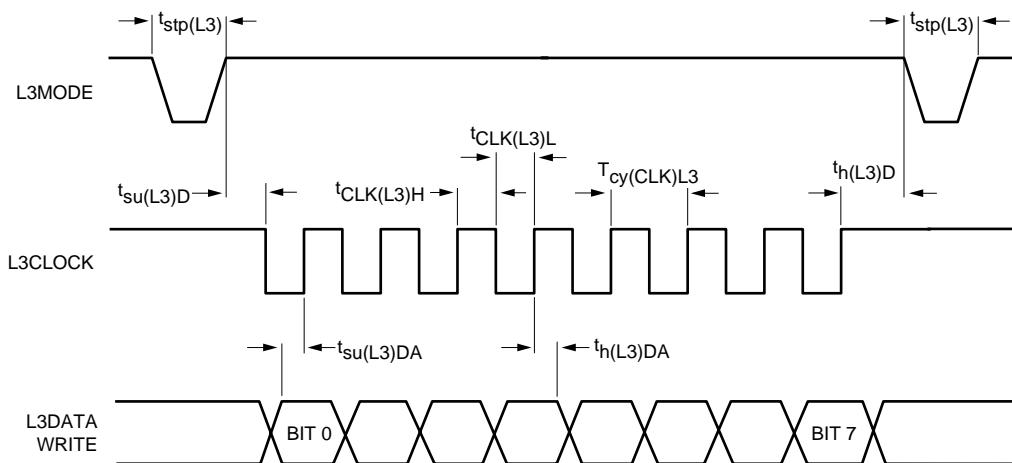 tstp(L3) tstp(L3)
L3MODE
tCLK(L3)L
tsu(L3)D tCLK(L3)H Tcy(CLK)L3 th(L3)D
L3CLOCK
tsu(L3)DA th(L3)DA
L3DATA
WRITE BIT 0 BIT 7